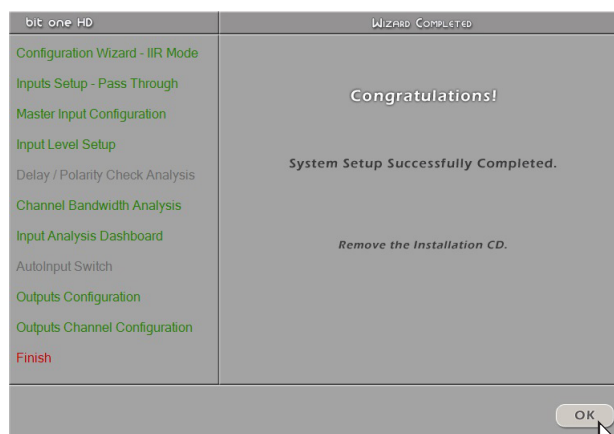 bit one HD
Wizard Completed
Configuration Wizard - IIR Mode
Inputs Setup - Pass Through
Master Input Configuration
Input Level Setup
Delay / Polarity Check Analysis
Channel Bandwidth Analysis
Input Analysis Dashboard
AutoInput Switch
Outputs Configuration
Outputs Channel Configuration
Finish
Congratulations!
System Setup Successfully Completed.
Remove the Installation CD.
OK